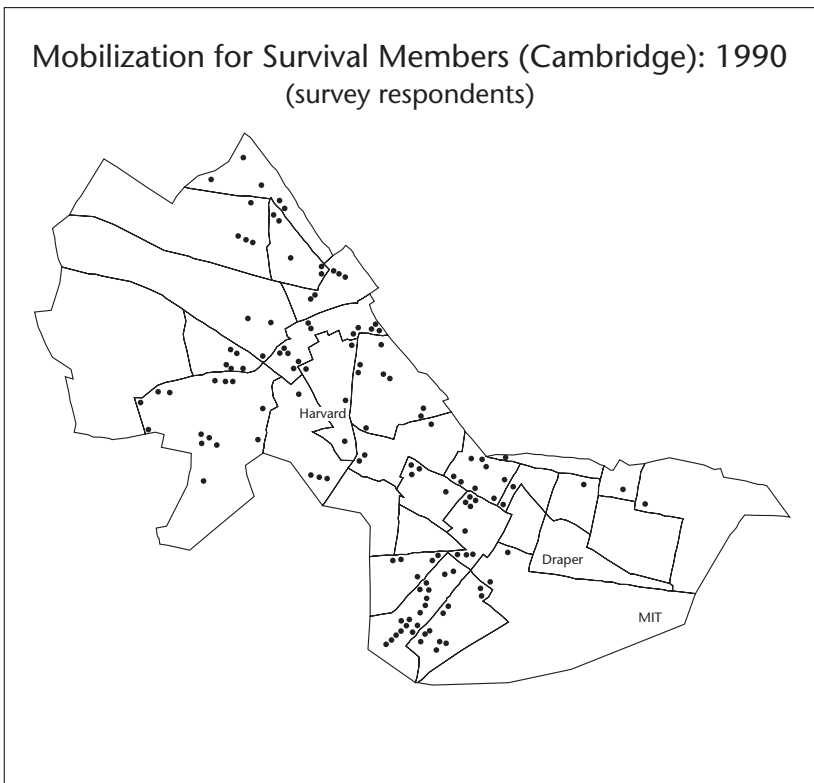 Mobilization for Survival Members (Cambridge): 1990
(survey respondents)
Harvard
Draper
MIT